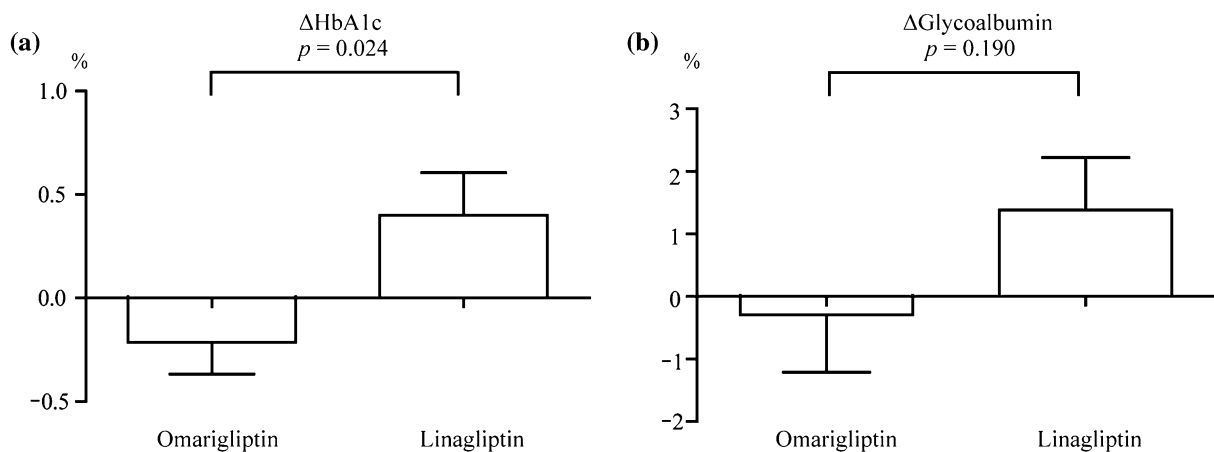 (a)
ΔHbA1c
p = 0.024
%
1.0
0.5
0.0
−0.5
Omarigliptin Linagliptin
(b)
ΔGlycoalbumin
p = 0.190
%
3
2
1
0
−1
−2
Omarigliptin Linagliptin